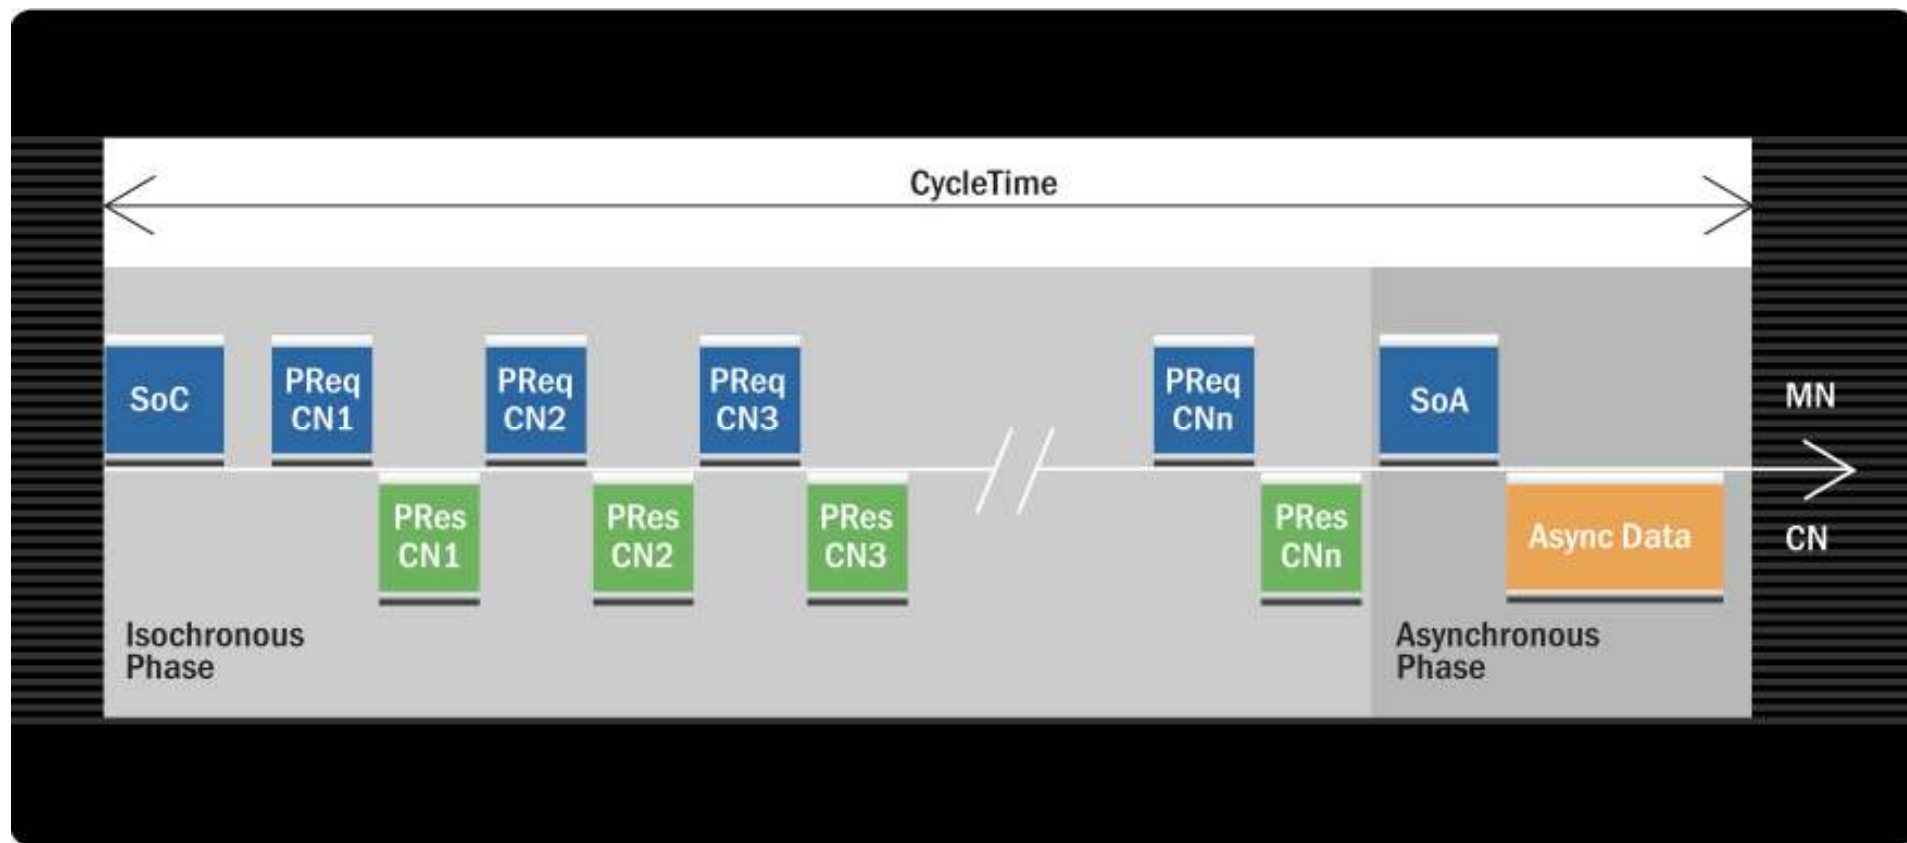 CycleTime
SoC
PReq
CN1
PReq
CN2
PReq
CN3
PReq
CNn
SoA
MN
PRes
CN1
PRes
CN2
PRes
CN3
PRes
CNn
Async Data
CN
Isochronous
Phase
Asynchronous
Phase